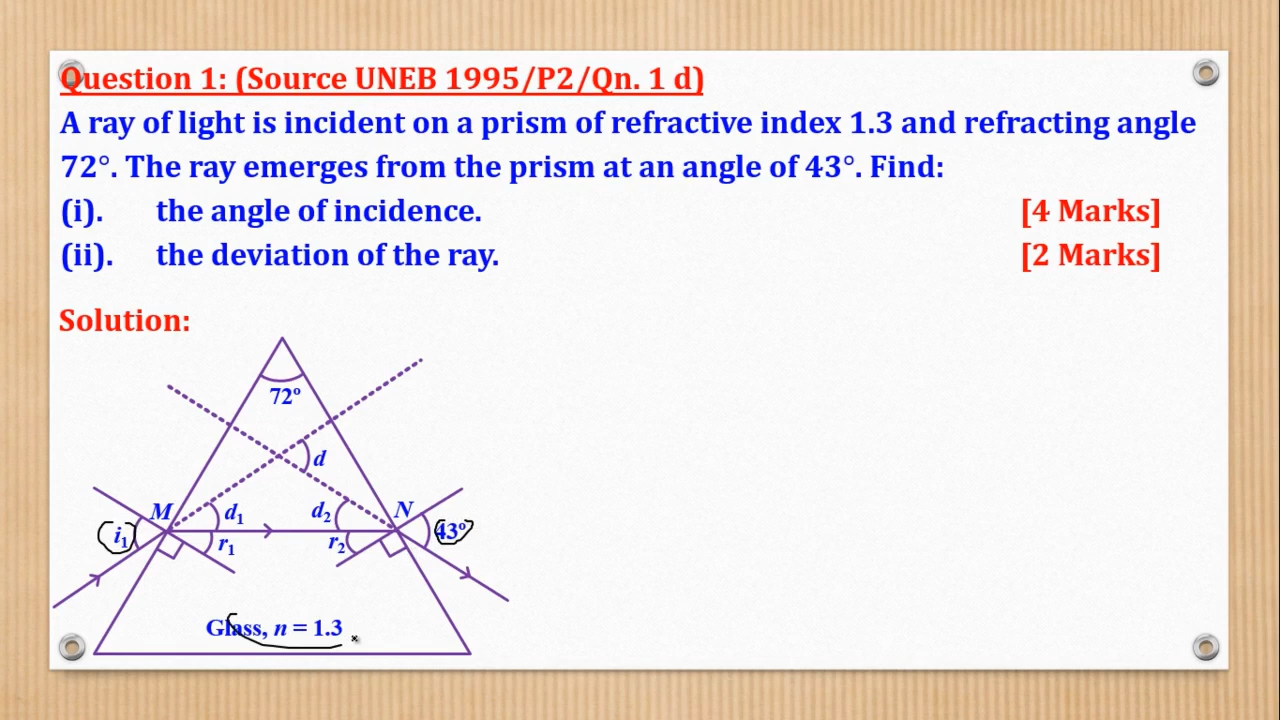 Question 1: (Source UNEB 1995/P2/Qn. 1 d)
A ray of light is incident on a prism of refractive index 1.3 and refracting angle
72°. The ray emerges from the prism at an angle of 43°. Find:
(i). the angle of incidence. [4 Marks]
(ii). the deviation of the ray. [2 Marks]
Solution:
72º
d
M N
i₁ d₁ d₂ 43º
r₁ r₂
Glass, n = 1.3